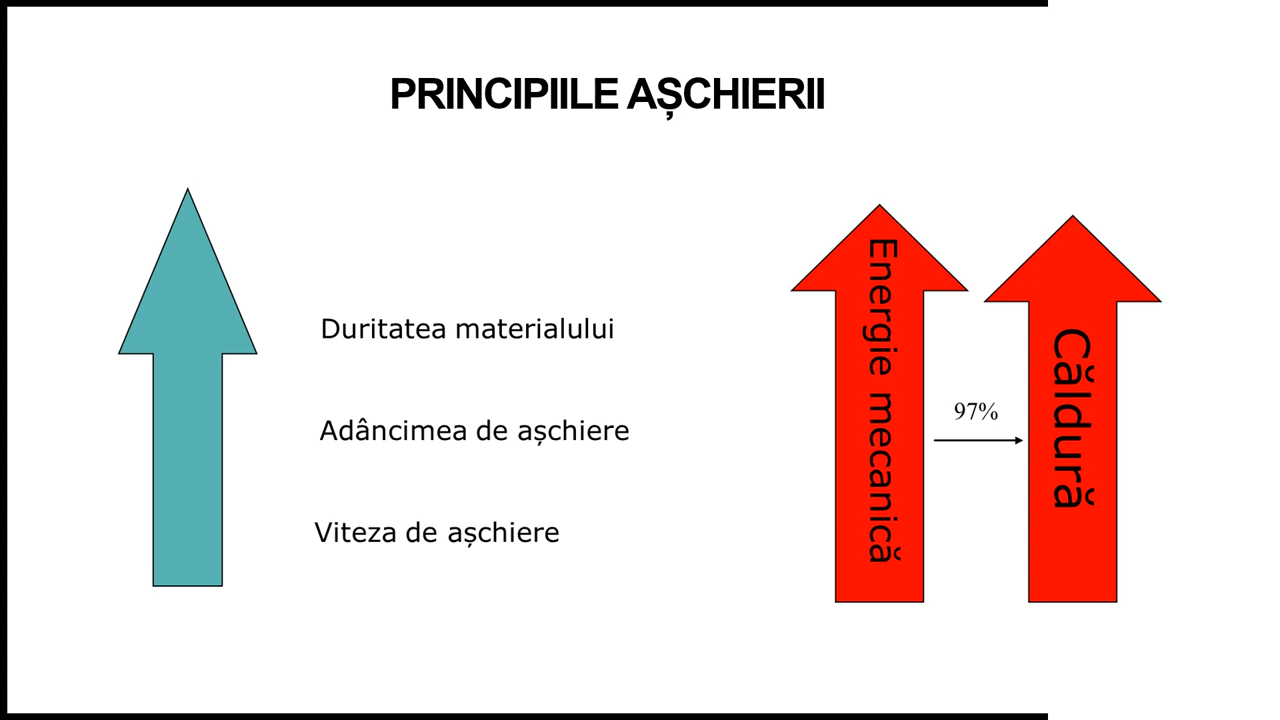 PRINCIPIILE AȘCHIERII
Duritatea materialului
Adâncimea de așchiere
Viteza de așchiere
Energie mecanică
97%
Căldură